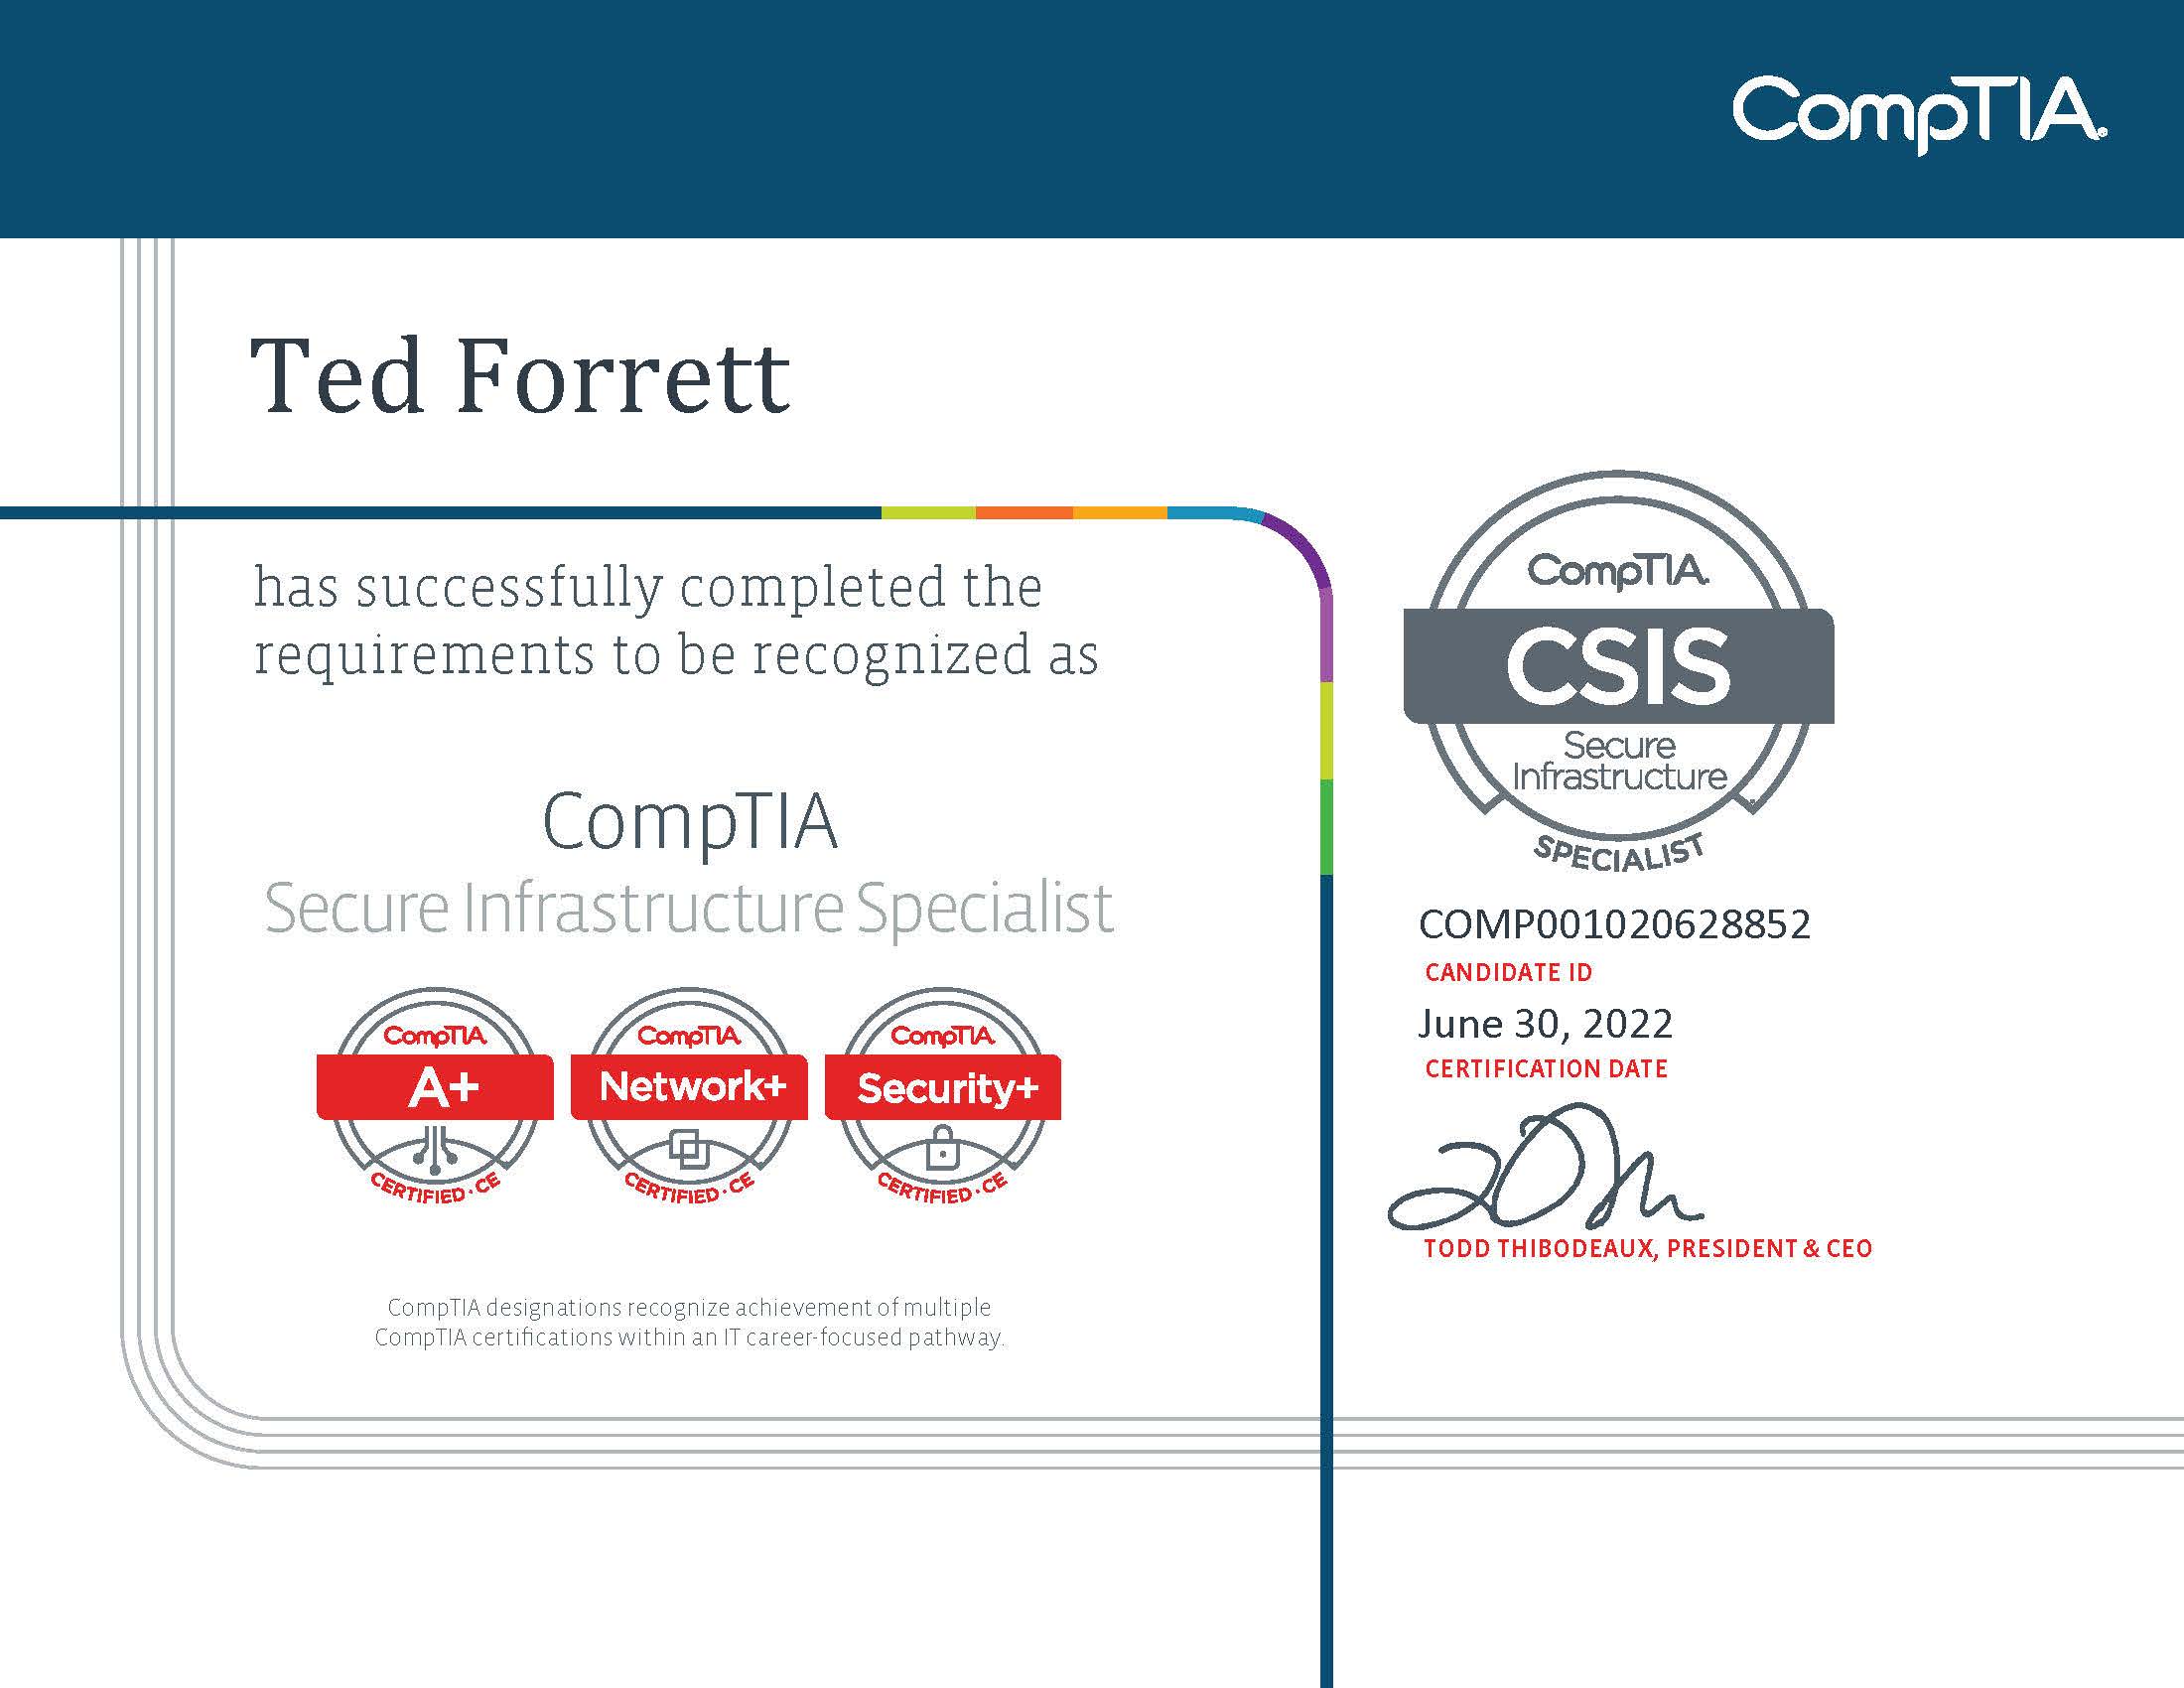 CompTIA.
Ted Forrett
has successfully completed the
requirements to be recognized as
CompTIA
Secure Infrastructure Specialist
CompTIA.
A+
CERTIFIED · CE
CompTIA.
Network+
CERTIFIED · CE
CompTIA.
Security+
CERTIFIED · CE
CompTIA designations recognize achievement of multiple
CompTIA certifications within an IT career-focused pathway.
CompTIA.
CSIS
Secure
Infrastructure
SPECIALIST
COMP001020628852
CANDIDATE ID
June 30, 2022
CERTIFICATION DATE
TODD THIBODEAUX, PRESIDENT & CEO